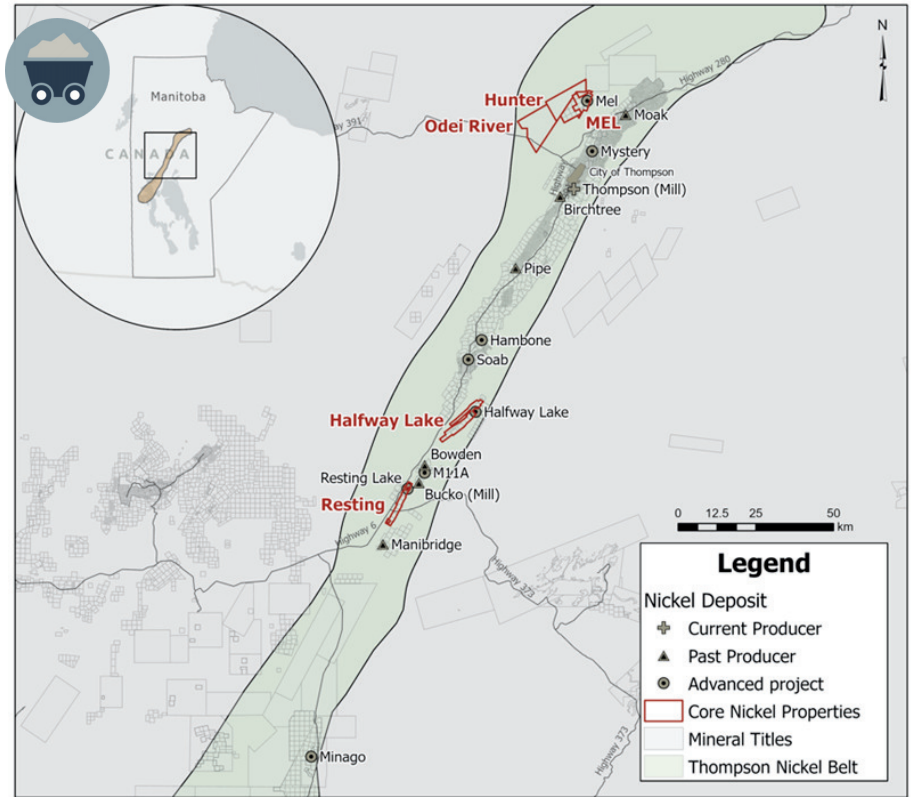 Manitoba
CANADA
N
Highway 280
Hunter
Mel
Odei River
MEL
Moak
way 391
Mystery
City of Thompson
Highway
Thompson (Mill)
Birchtree
Pipe
Hambone
Soab
Halfway Lake
Halfway Lake
Bowden
M11A
Resting Lake
Bucko (Mill)
Resting
Highway 6
Manibridge
Highway 373
Highway 373
Minago
0 12.5 25 50
km
Legend
Nickel Deposit
Current Producer
Past Producer
Advanced project
Core Nickel Properties
Mineral Titles
Thompson Nickel Belt